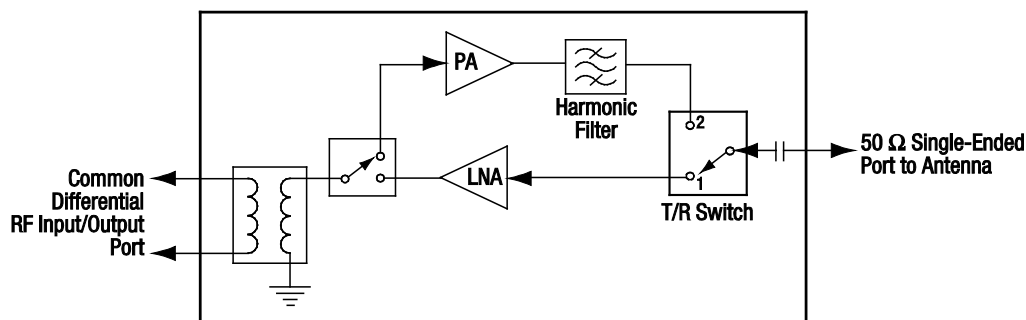 PA
Harmonic
Filter
2
50 Ω Single-Ended
Port to Antenna
LNA
1
T/R Switch
Common
Differential
RF Input/Output
Port